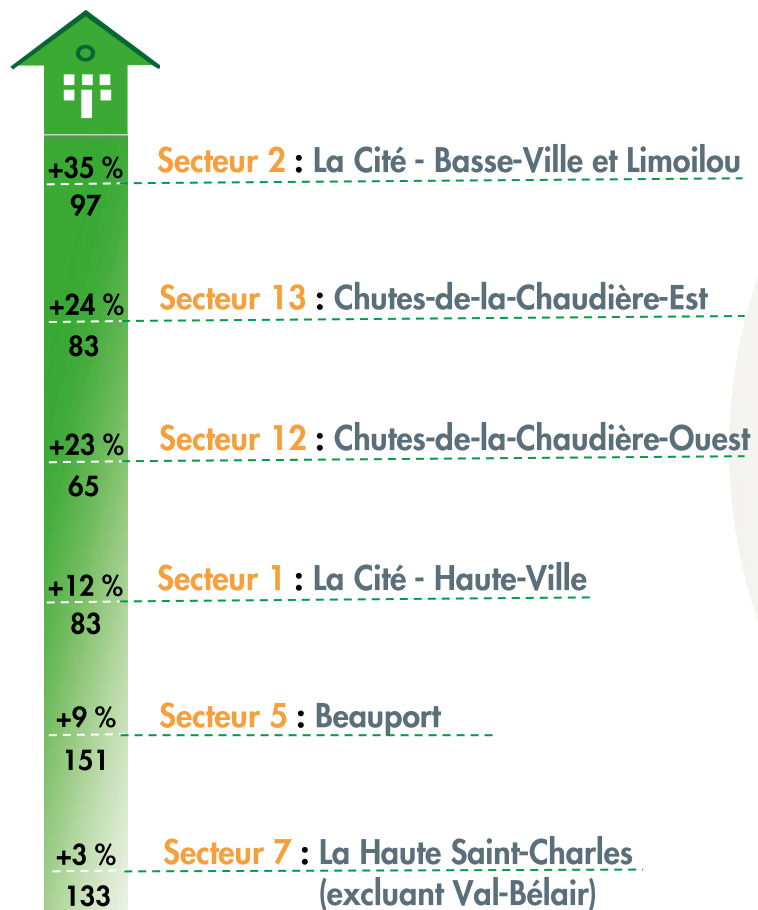 +35 % Secteur 2 : La Cité - Basse-Ville et Limoilou
97
+24 % Secteur 13 : Chutes-de-la-Chaudière-Est
83
+23 % Secteur 12 : Chutes-de-la-Chaudière-Ouest
65
+12 % Secteur 1 : La Cité - Haute-Ville
83
+9 % Secteur 5 : Beauport
151
+3 % Secteur 7 : La Haute Saint-Charles
133 (excluant Val-Bélair)